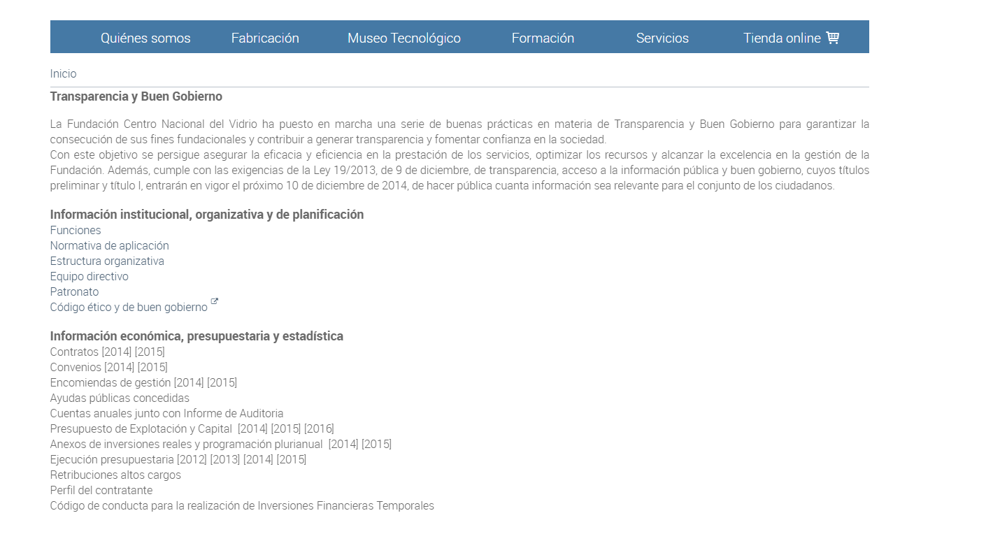 Quiénes somos Fabricación Museo Tecnológico Formación Servicios Tienda online
Inicio
Transparencia y Buen Gobierno
La Fundación Centro Nacional del Vidrio ha puesto en marcha una serie de buenas prácticas en materia de Transparencia y Buen Gobierno para garantizar la
consecución de sus fines fundacionales y contribuir a generar transparencia y fomentar confianza en la sociedad.
Con este objetivo se persigue asegurar la eficacia y eficiencia en la prestación de los servicios, optimizar los recursos y alcanzar la excelencia en la gestión de la
Fundación. Además, cumple con las exigencias de la Ley 19/2013, de 9 de diciembre, de transparencia, acceso a la información pública y buen gobierno, cuyos títulos
preliminar y título I, entrarán en vigor el próximo 10 de diciembre de 2014, de hacer pública cuanta información sea relevante para el conjunto de los ciudadanos.
Información institucional, organizativa y de planificación
Funciones
Normativa de aplicación
Estructura organizativa
Equipo directivo
Patronato
Código ético y de buen gobierno
Información económica, presupuestaria y estadística
Contratos [2014] [2015]
Convenios [2014] [2015]
Encomiendas de gestión [2014] [2015]
Ayudas públicas concedidas
Cuentas anuales junto con Informe de Auditoria
Presupuesto de Explotación y Capital [2014] [2015] [2016]
Anexos de inversiones reales y programación plurianual [2014] [2015]
Ejecución presupuestaria [2012] [2013] [2014] [2015]
Retribuciones altos cargos
Perfil del contratante
Código de conducta para la realización de Inversiones Financieras Temporales